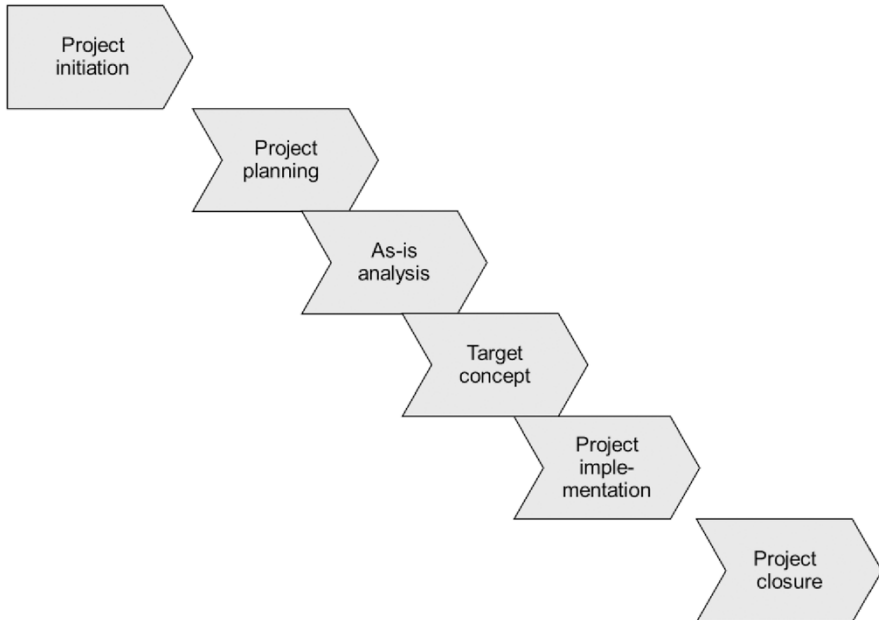 Project
initiation
Project
planning
As-is
analysis
Target
concept
Project
imple-
mentation
Project
closure